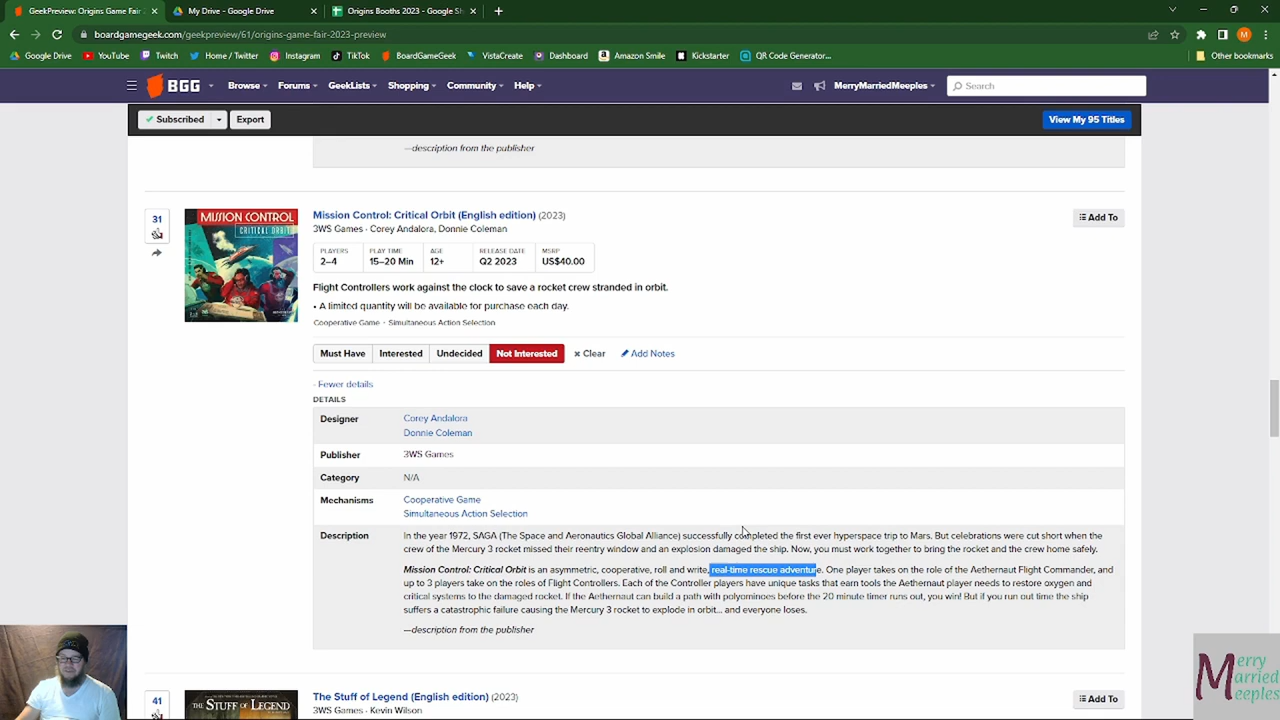 GeekPreview: Origins Game Fair
My Drive - Google Drive
Origins Booths 2023 - Google Sh
boardgamegeek.com/geekpreview/61/origins-game-fair-2023-preview
Google Drive YouTube Twitch Home / Twitter Instagram TikTok BoardGameGeek VistaCreate Dashboard Amazon Smile Kickstarter QR Code Generator... Other bookmarks
BGG Browse Forums GeekLists Shopping Community Help MerryMarriedMeeples Search
Subscribed Export View My 95 Titles
—description from the publisher
31
MISSION CONTROL
CRITICAL ORBIT
Mission Control: Critical Orbit (English edition) (2023)
Add To
3WS Games · Corey Andalora, Donnie Coleman
PLAYERS PLAY TIME AGE RELEASE DATE MSRP
2–4 15–20 Min 12+ Q2 2023 US$40.00
Flight Controllers work against the clock to save a rocket crew stranded in orbit.
• A limited quantity will be available for purchase each day.
Cooperative Game · Simultaneous Action Selection
Must Have Interested Undecided Not Interested × Clear Add Notes
- Fewer details
DETAILS
Designer Corey Andalora
Donnie Coleman
Publisher 3WS Games
Category N/A
Mechanisms Cooperative Game
Simultaneous Action Selection
Description In the year 1972, SAGA (The Space and Aeronautics Global Alliance) successfully completed the first ever hyperspace trip to Mars. But celebrations were cut short when the
crew of the Mercury 3 rocket missed their reentry window and an explosion damaged the ship. Now, you must work together to bring the rocket and the crew home safely.
Mission Control: Critical Orbit is an asymmetric, cooperative, roll and write, real-time rescue adventure. One player takes on the role of the Aethernaut Flight Commander, and
up to 3 players take on the roles of Flight Controllers. Each of the Controller players have unique tasks that earn tools the Aethernaut player needs to restore oxygen and
critical systems to the damaged rocket. If the Aethernaut can build a path with polyominoes before the 20 minute timer runs out, you win! But if you run out time the ship
suffers a catastrophic failure causing the Mercury 3 rocket to explode in orbit... and everyone loses.
—description from the publisher
41
THE STUFF OF LEGEND
The Stuff of Legend (English edition) (2023)
Add To
3WS Games · Kevin Wilson
Merry
Married
Meeples